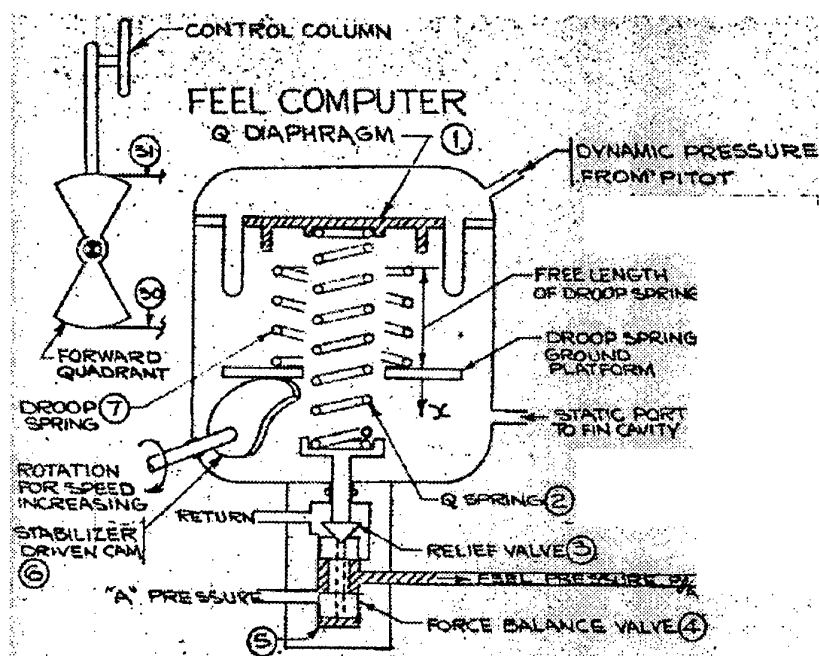 CONTROL COLUMN
FEEL COMPUTER
Q DIAPHRAGM 1
31
DYNAMIC PRESSURE
FROM PITOT
FREE LENGTH
OF DROOP SPRING
30
FORWARD
QUADRANT
DROOP SPRING
GROUND
PLATFORM
DROOP 7
SPRING
x
STATIC PORT
TO FIN CAVITY
ROTATION
FOR SPEED
INCREASING
Q SPRING 2
RETURN
STABILIZER
DRIVEN CAM
6
RELIEF VALVE 3
FEEL PRESSURE
"A" PRESSURE
FORCE BALANCE VALVE 4
5